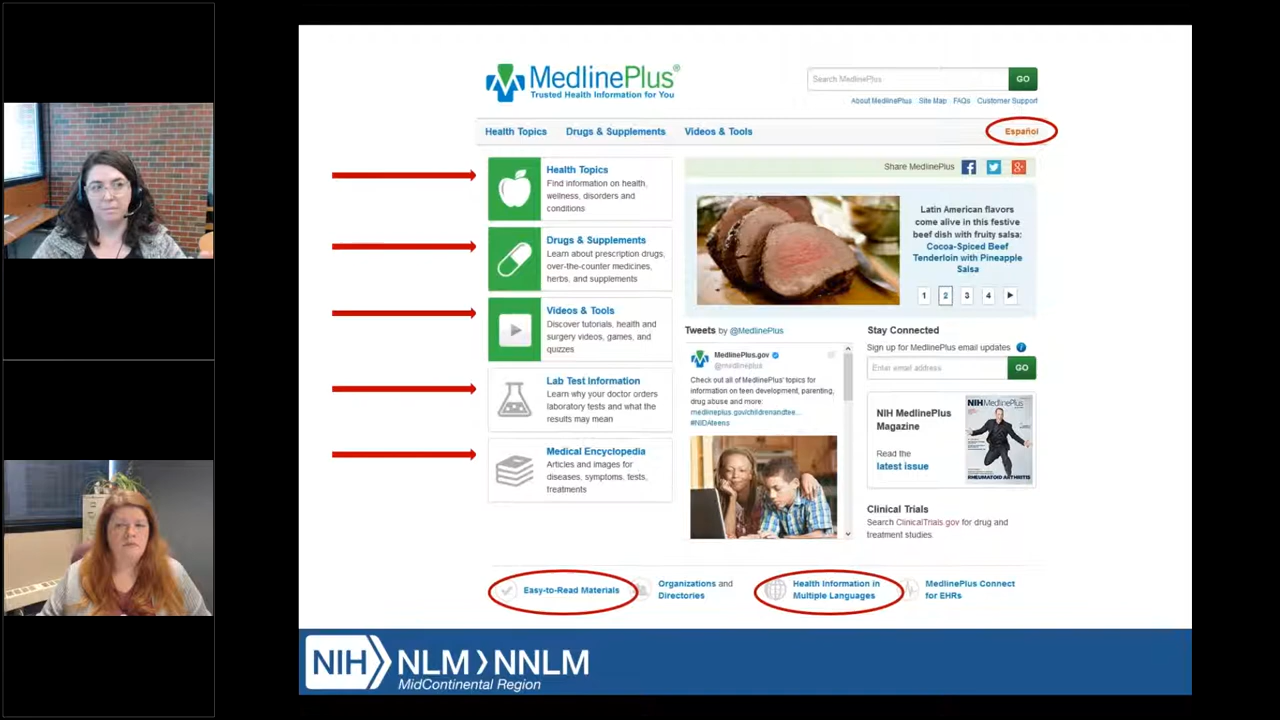 MedlinePlus®
Trusted Health Information for You
Search MedlinePlus
GO
About MedlinePlus Site Map FAQs Customer Support
Health Topics Drugs & Supplements Videos & Tools
Español
Health Topics
Find information on health,
wellness, disorders and
conditions
Drugs & Supplements
Learn about prescription drugs,
over-the-counter medicines,
herbs, and supplements
Videos & Tools
Discover tutorials, health and
surgery videos, games, and
quizzes
Lab Test Information
Learn why your doctor orders
laboratory tests and what the
results may mean
Medical Encyclopedia
Articles and images for
diseases, symptoms, tests,
treatments
Share MedlinePlus
Latin American flavors
come alive in this festive
beef dish with fruity salsa:
Cocoa-Spiced Beef
Tenderloin with Pineapple
Salsa
1 2 3 4
Tweets by @MedlinePlus
MedlinePlus.gov
@medlineplus
Check out all of MedlinePlus' topics for
information on teen development, parenting,
drug abuse and more:
medlineplus.gov/childrenandtee...
#NIDAteens
Stay Connected
Sign up for MedlinePlus email updates
Enter email address
GO
NIH MedlinePlus
Magazine
Read the
latest issue
NIHMedlinePlus
RHEUMATOID ARTHRITIS
Clinical Trials
Search ClinicalTrials.gov for drug and
treatment studies.
Easy-to-Read Materials
Organizations and
Directories
Health Information in
Multiple Languages
MedlinePlus Connect
for EHRs
NIH NLM NNLM
MidContinental Region